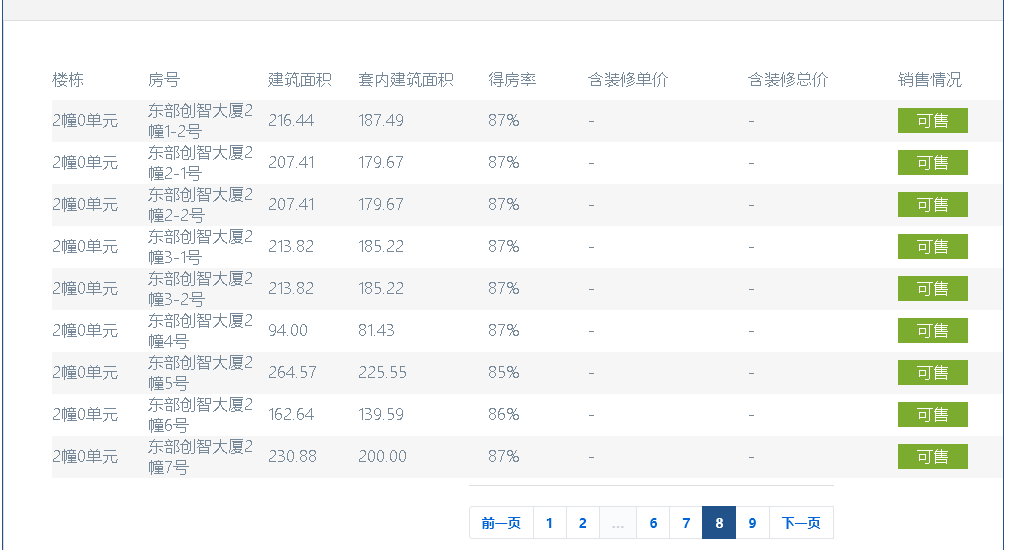 楼栋 房号 建筑面积 套内建筑面积 得房率 含装修单价 含装修总价 销售情况
2幢0单元 东部创智大厦2幢1-2号 216.44 187.49 87% - - 可售
2幢0单元 东部创智大厦2幢2-1号 207.41 179.67 87% - - 可售
2幢0单元 东部创智大厦2幢2-2号 207.41 179.67 87% - - 可售
2幢0单元 东部创智大厦2幢3-1号 213.82 185.22 87% - - 可售
2幢0单元 东部创智大厦2幢3-2号 213.82 185.22 87% - - 可售
2幢0单元 东部创智大厦2幢4号 94.00 81.43 87% - - 可售
2幢0单元 东部创智大厦2幢5号 264.57 225.55 85% - - 可售
2幢0单元 东部创智大厦2幢6号 162.64 139.59 86% - - 可售
2幢0单元 东部创智大厦2幢7号 230.88 200.00 87% - - 可售
前一页 1 2 ... 6 7 8 9 下一页